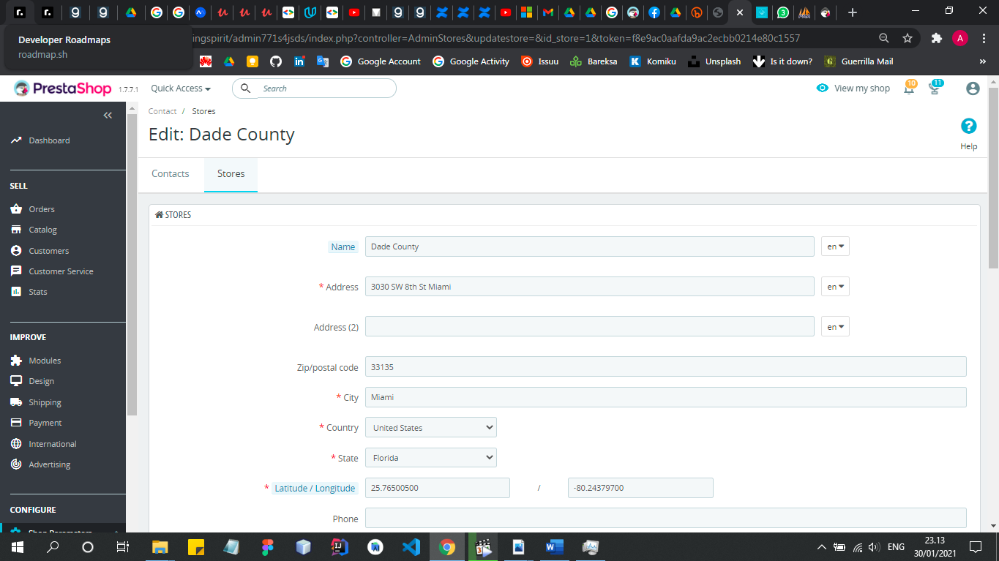 Developer Roadmaps
roadmap.sh
ingspirit/admin771s4jsds/index.php?controller=AdminStores&updatestore=&id_store=1&token=f8e9ac0aafda9ac2ecbb0214e80c1557
A
Google Account
Google Activity
Issuu
Bareksa
Komiku
Unsplash
Is it down?
Guerrilla Mail
»
PrestaShop
1.7.7.1
Quick Access
Search
View my shop
10
11
Contact / Stores
Edit: Dade County
Help
Contacts
Stores
Dashboard
SELL
Orders
Catalog
Customers
Customer Service
Stats
IMPROVE
Modules
Design
Shipping
Payment
International
Advertising
CONFIGURE
Shop Parameters
STORES
Name Dade County en
* Address 3030 SW 8th St Miami en
Address (2) en
Zip/postal code 33135
* City Miami
* Country United States
* State Florida
* Latitude / Longitude 25.76500500 / -80.24379700
Phone
ENG
23.13
30/01/2021